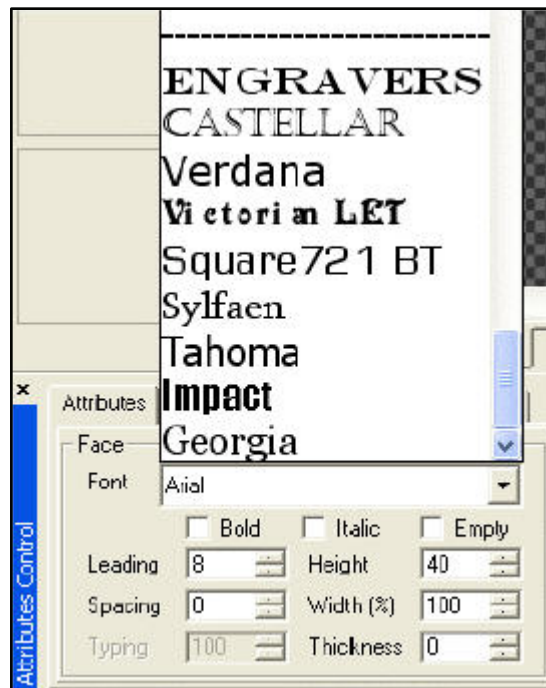 ENGRAVERS
CASTELLAR
Verdana
Victorian LET
Square721 BT
Sylfaen
Tahoma
Impact
Georgia
Attributes
Face
Font Arial
Bold Italic Empty
Leading 8 Height 40
Spacing 0 Width (%) 100
Typing 100 Thickness 0
Attributes Control